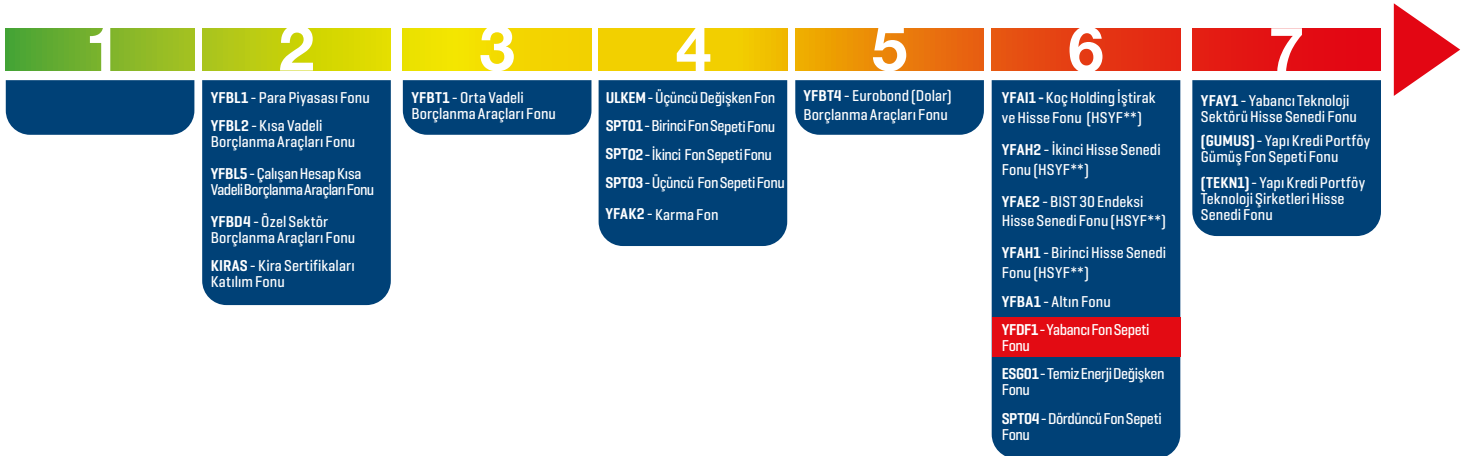 1
2
3
4
5
6
7
YFBL1 - Para Piyasası Fonu
YFBL2 - Kısa Vadeli
Borçlanma Araçları Fonu
YFBL5 - Çalışan Hesap Kısa
Vadeli Borçlanma Araçları Fonu
YFBD4 - Özel Sektör
Borçlanma Araçları Fonu
KIRAS - Kira Sertifikaları
Katılım Fonu
YFBT1 - Orta Vadeli
Borçlanma Araçları Fonu
ULKEM - Üçüncü Değişken Fon
SPT01 - Birinci Fon Sepeti Fonu
SPT02 - İkinci Fon Sepeti Fonu
SPT03 - Üçüncü Fon Sepeti Fonu
YFAK2 - Karma Fon
YFBT4 - Eurobond (Dolar)
Borçlanma Araçları Fonu
YFAI1 - Koç Holding İştirak
ve Hisse Fonu (HSYF**)
YFAH2 - İkinci Hisse Senedi
Fonu (HSYF**)
YFAE2 - BIST 30 Endeksi
Hisse Senedi Fonu (HSYF**)
YFAH1 - Birinci Hisse Senedi
Fonu (HSYF**)
YFBA1 - Altın Fonu
YFDF1 - Yabancı Fon Sepeti
Fonu
ESG01 - Temiz Enerji Değişken
Fonu
SPT04 - Dördüncü Fon Sepeti
Fonu
YFAY1 - Yabancı Teknoloji
Sektörü Hisse Senedi Fonu
(GUMUS) - Yapı Kredi Portföy
Gümüş Fon Sepeti Fonu
(TEKN1) - Yapı Kredi Portföy
Teknoloji Şirketleri Hisse
Senedi Fonu